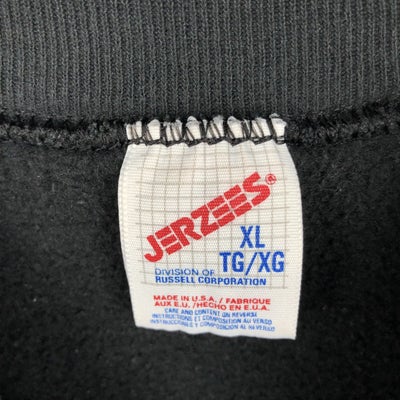 JERZEES®
XL
TG/XG
DIVISION OF
RUSSELL CORPORATION
MADE IN U.S.A. / FABRIQUE
AUX E.U. /HECHO EN E.U.A.
CARE AND CONTENT ON REVERSE
INSTRUCTIONS ET COMPOSITION AU VERSO
INSTRUCCIONES Y COMPOSICION AL REVERSO